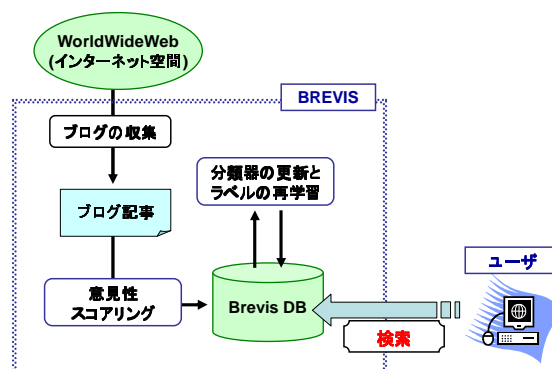 WorldWideWeb
(インターネット空間)
BREVIS
ブログの収集
分類器の更新と
ラベルの再学習
ブログ記事
ユーザ
意見性
スコアリング
Brevis DB
検索